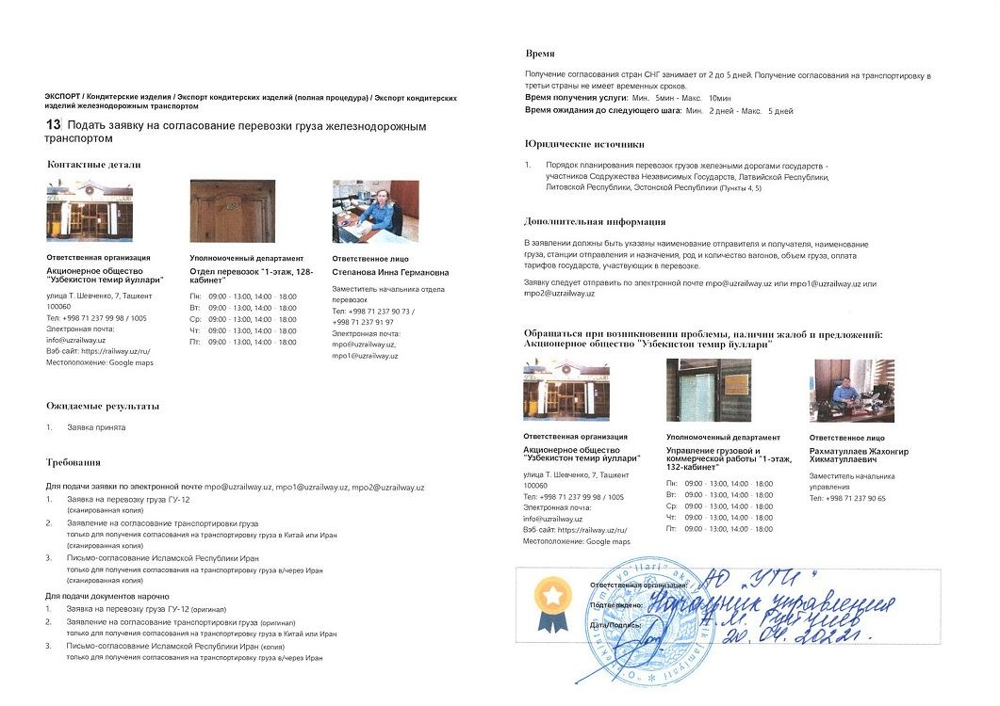 ЭКСПОРТ / Кондитерские изделия / Экспорт кондитерских изделий (полная процедура) / Экспорт кондитерских
изделий железнодорожным транспортом
13 Подать заявку на согласование перевозки груза железнодорожным
транспортом
Контактные детали
Ответственная организация
Акционерное общество
"Узбекистон темир йуллари"
улица Т. Шевченко, 7, Ташкент
100060
Тел: +998 71 237 99 98 / 1005
Электронная почта:
info@uzrailway.uz
Вэб-сайт: https://railway.uz/ru/
Местоположение: Google maps
Уполномоченный департамент
Отдел перевозок "1-этаж, 128-
кабинет"
Пн: 09:00 - 13:00, 14:00 - 18:00
Вт: 09:00 - 13:00, 14:00 - 18:00
Ср: 09:00 - 13:00, 14:00 - 18:00
Чт: 09:00 - 13:00, 14:00 - 18:00
Пт: 09:00 - 13:00, 14:00 - 18:00
Ответственное лицо
Степанова Инна Германовна
Заместитель начальника отдела
перевозок
Тел: +998 71 237 90 73 /
+998 71 237 91 97
Электронная почта:
mpo@uzrailway.uz,
mpo1@uzrailway.uz
Ожидаемые результаты
1. Заявка принята
Требования
Для подачи заявки по электронной почте mpo@uzrailway.uz, mpo1@uzrailway.uz, mpo2@uzrailway.uz
1. Заявка на перевозку груза ГУ-12
(сканированная копия)
2. Заявление на согласование транспортировки груза
только для получения согласования на транспортировку груза в Китай или Иран
(сканированная копия)
3. Письмо-согласование Исламской Республики Иран
только для получения согласования на транспортировку груза в/через Иран
(сканированная копия)
Для подачи документов нарочно
1. Заявка на перевозку груза ГУ-12 (оригинал)
2. Заявление на согласование транспортировки груза (оригинал)
только для получения согласования на транспортировку груза в Китай или Иран
3. Письмо-согласование Исламской Республики Иран (копия)
только для получения согласования на транспортировку груза в/через Иран
Время
Получение согласования стран СНГ занимает от 2 до 5 дней. Получение согласования на транспортировку в
третьи страны не имеет временных сроков.
Время получения услуги: Мин. 5мин - Макс. 10мин
Время ожидания до следующего шага: Мин. 2 дней - Макс. 5 дней
Юридические источники
1. Порядок планирования перевозок грузов железными дорогами государств -
участников Содружества Независимых Государств, Латвийской Республики,
Литовской Республики, Эстонской Республики (Пункты 4, 5)
Дополнительная информация
В заявлении должны быть указаны наименование отправителя и получателя, наименование
груза, станции отправления и назначения, род и количество вагонов, объем груза, оплата
тарифов государств, участвующих в перевозке.
Заявку следует отправить по электронной почте mpo@uzrailway.uz или mpo1@uzrailway.uz или
mpo2@uzrailway.uz
Обращаться при возникновении проблемы, наличии жалоб и предложений:
Акционерное общество "Узбекистон темир йуллари"
Ответственная организация
Акционерное общество
"Узбекистон темир йуллари"
улица Т. Шевченко, 7, Ташкент
100060
Тел: +998 71 237 99 98 / 1005
Электронная почта:
info@uzrailway.uz
Вэб-сайт: https://railway.uz/ru/
Местоположение: Google maps
Уполномоченный департамент
Управление грузовой и
коммерческой работы "1-этаж,
132-кабинет"
Пн: 09:00 - 13:00, 14:00 - 18:00
Вт: 09:00 - 13:00, 14:00 - 18:00
Ср: 09:00 - 13:00, 14:00 - 18:00
Чт: 09:00 - 13:00, 14:00 - 18:00
Пт: 09:00 - 13:00, 14:00 - 18:00
Ответственное лицо
Рахматуллаев Жахонгир
Хикматуллаевич
Заместитель начальника
управления
Тел: +998 71 237 90 65
Ответственная организация: АО "УТЙ"
Подтверждено: Начальник управления
А.М.
Дата/Подпись: 20.04.2022г.